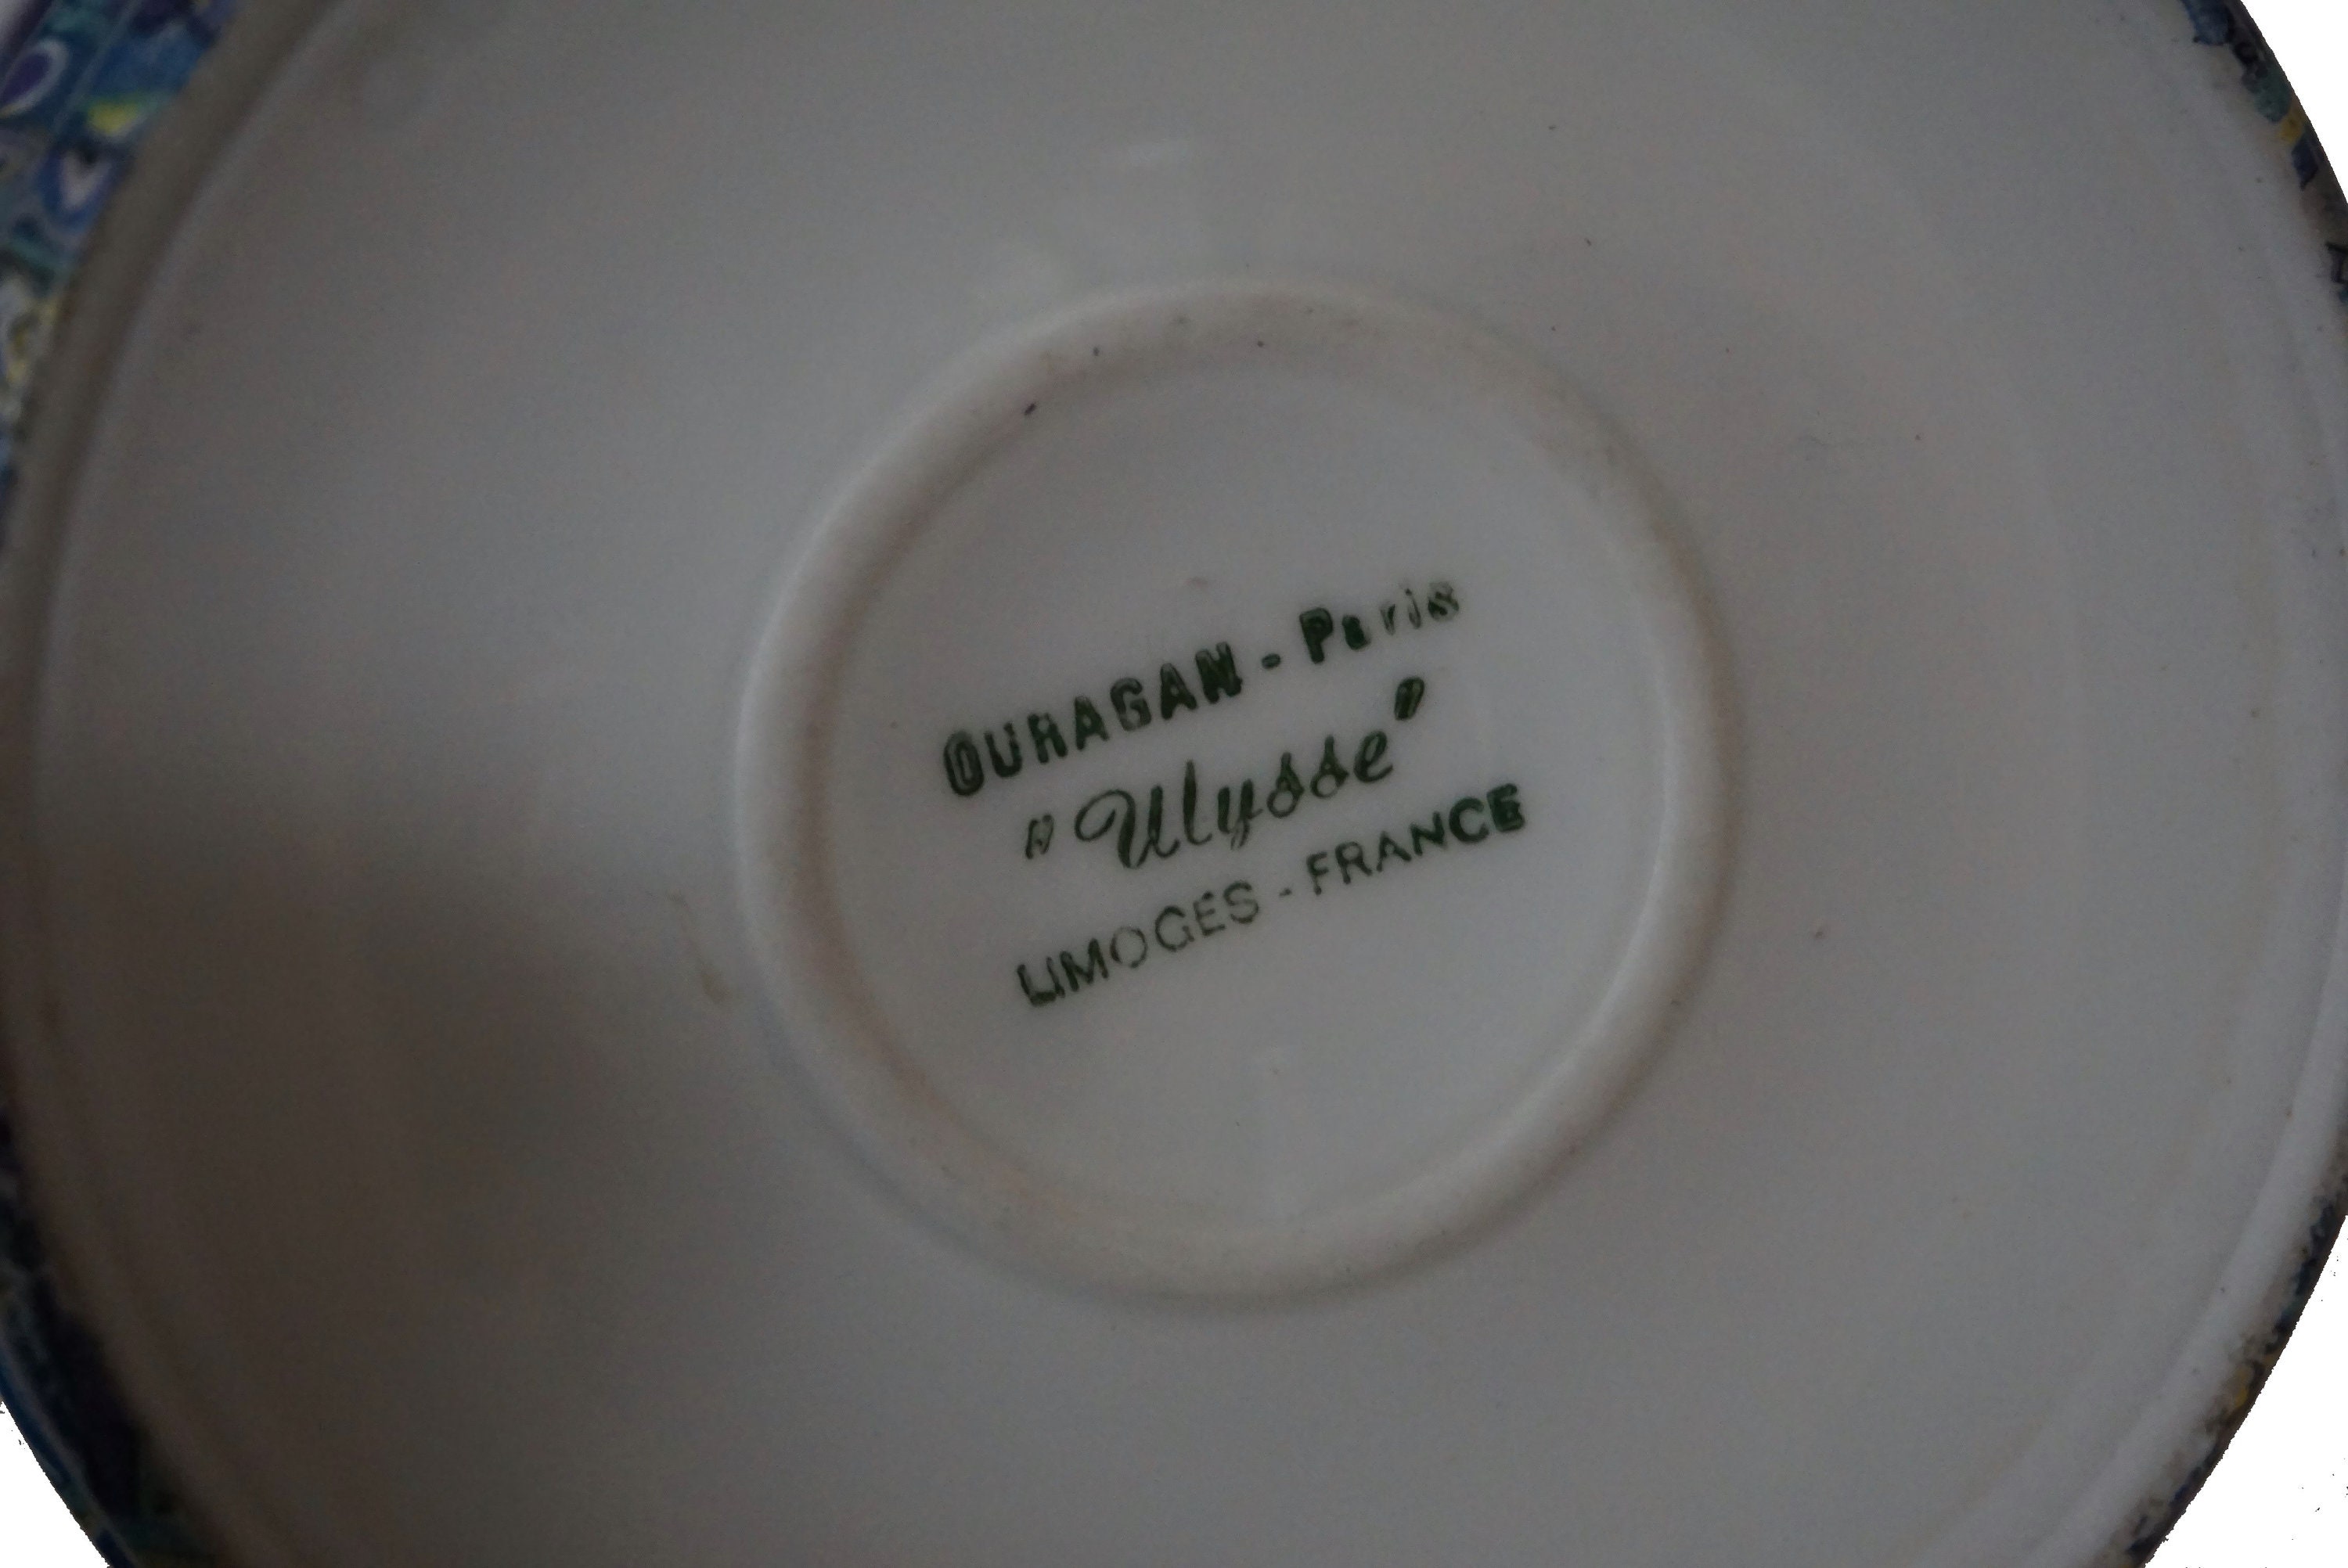 OURAGAN - Paris
"Ulysse"
LIMOGES - FRANCE